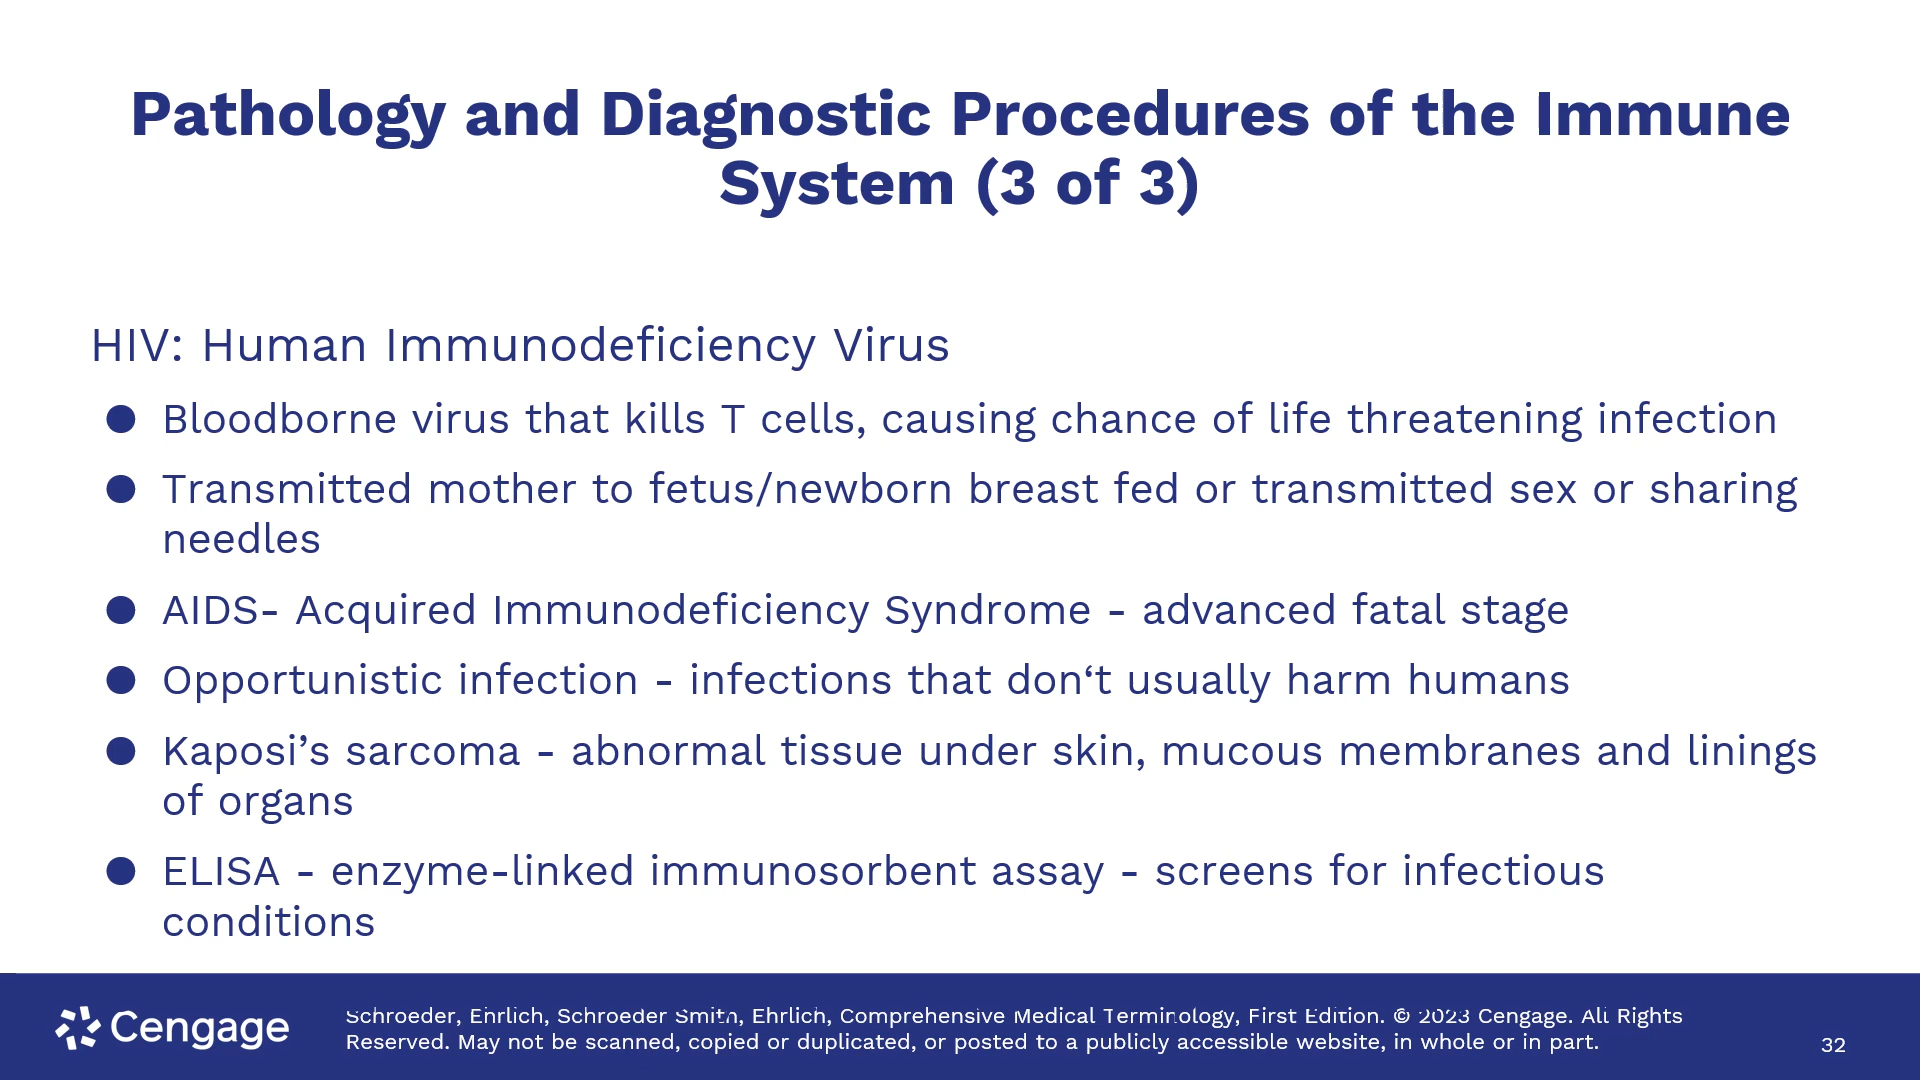 Pathology and Diagnostic Procedures of the Immune
System (3 of 3)
HIV: Human Immunodeficiency Virus
● Bloodborne virus that kills T cells, causing chance of life threatening infection
● Transmitted mother to fetus/newborn breast fed or transmitted sex or sharing
needles
● AIDS- Acquired Immunodeficiency Syndrome - advanced fatal stage
● Opportunistic infection - infections that don‘t usually harm humans
● Kaposi’s sarcoma - abnormal tissue under skin, mucous membranes and linings
of organs
● ELISA - enzyme-linked immunosorbent assay - screens for infectious
conditions
Cengage
Schroeder, Ehrlich, Schroeder Smith, Ehrlich, Comprehensive Medical Terminology, First Edition. © 2023 Cengage. All Rights
Reserved. May not be scanned, copied or duplicated, or posted to a publicly accessible website, in whole or in part.
32